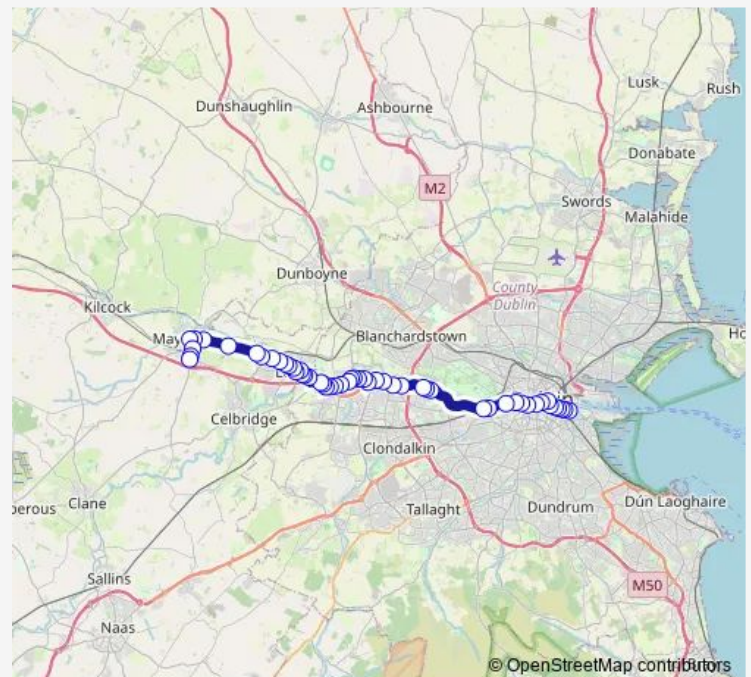 Lusk
Rush
Dunshaughlin
Ashbourne
Donabate
M2
Swords
Malahide
Dunboyne
County
Dublin
Kilcock
Blanchardstown
Celbridge
Clondalkin
Clane
Tallaght
Dundrum
Dún Laoghaire
Sallins
M50
Naas
© OpenStreetMap contributors